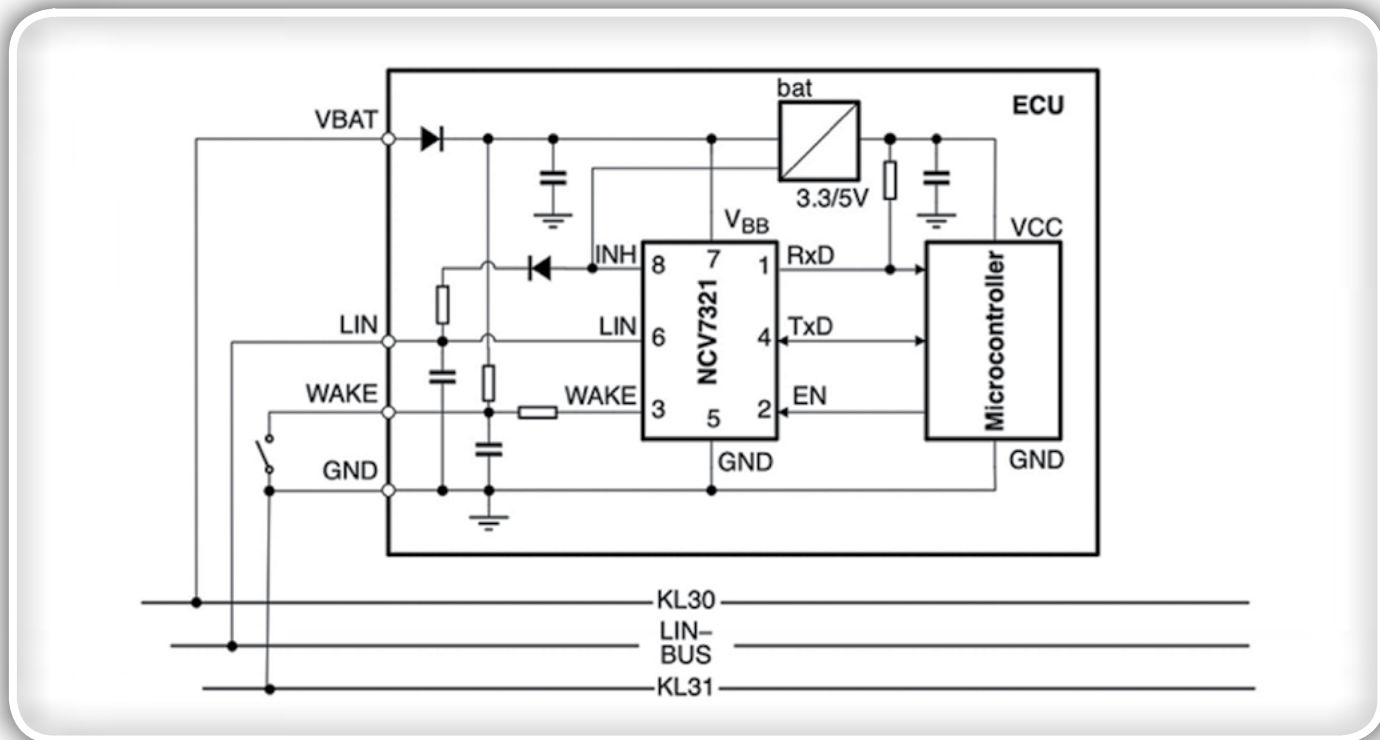 bat
ECU
VBAT
3.3/5V
VBB
VCC
INH
8
7
1
RxD
LIN
LIN
6
NCV7321
4
TxD
Microcontroller
WAKE
WAKE
3
5
2
EN
GND
GND
GND
KL30
LIN–
BUS
KL31